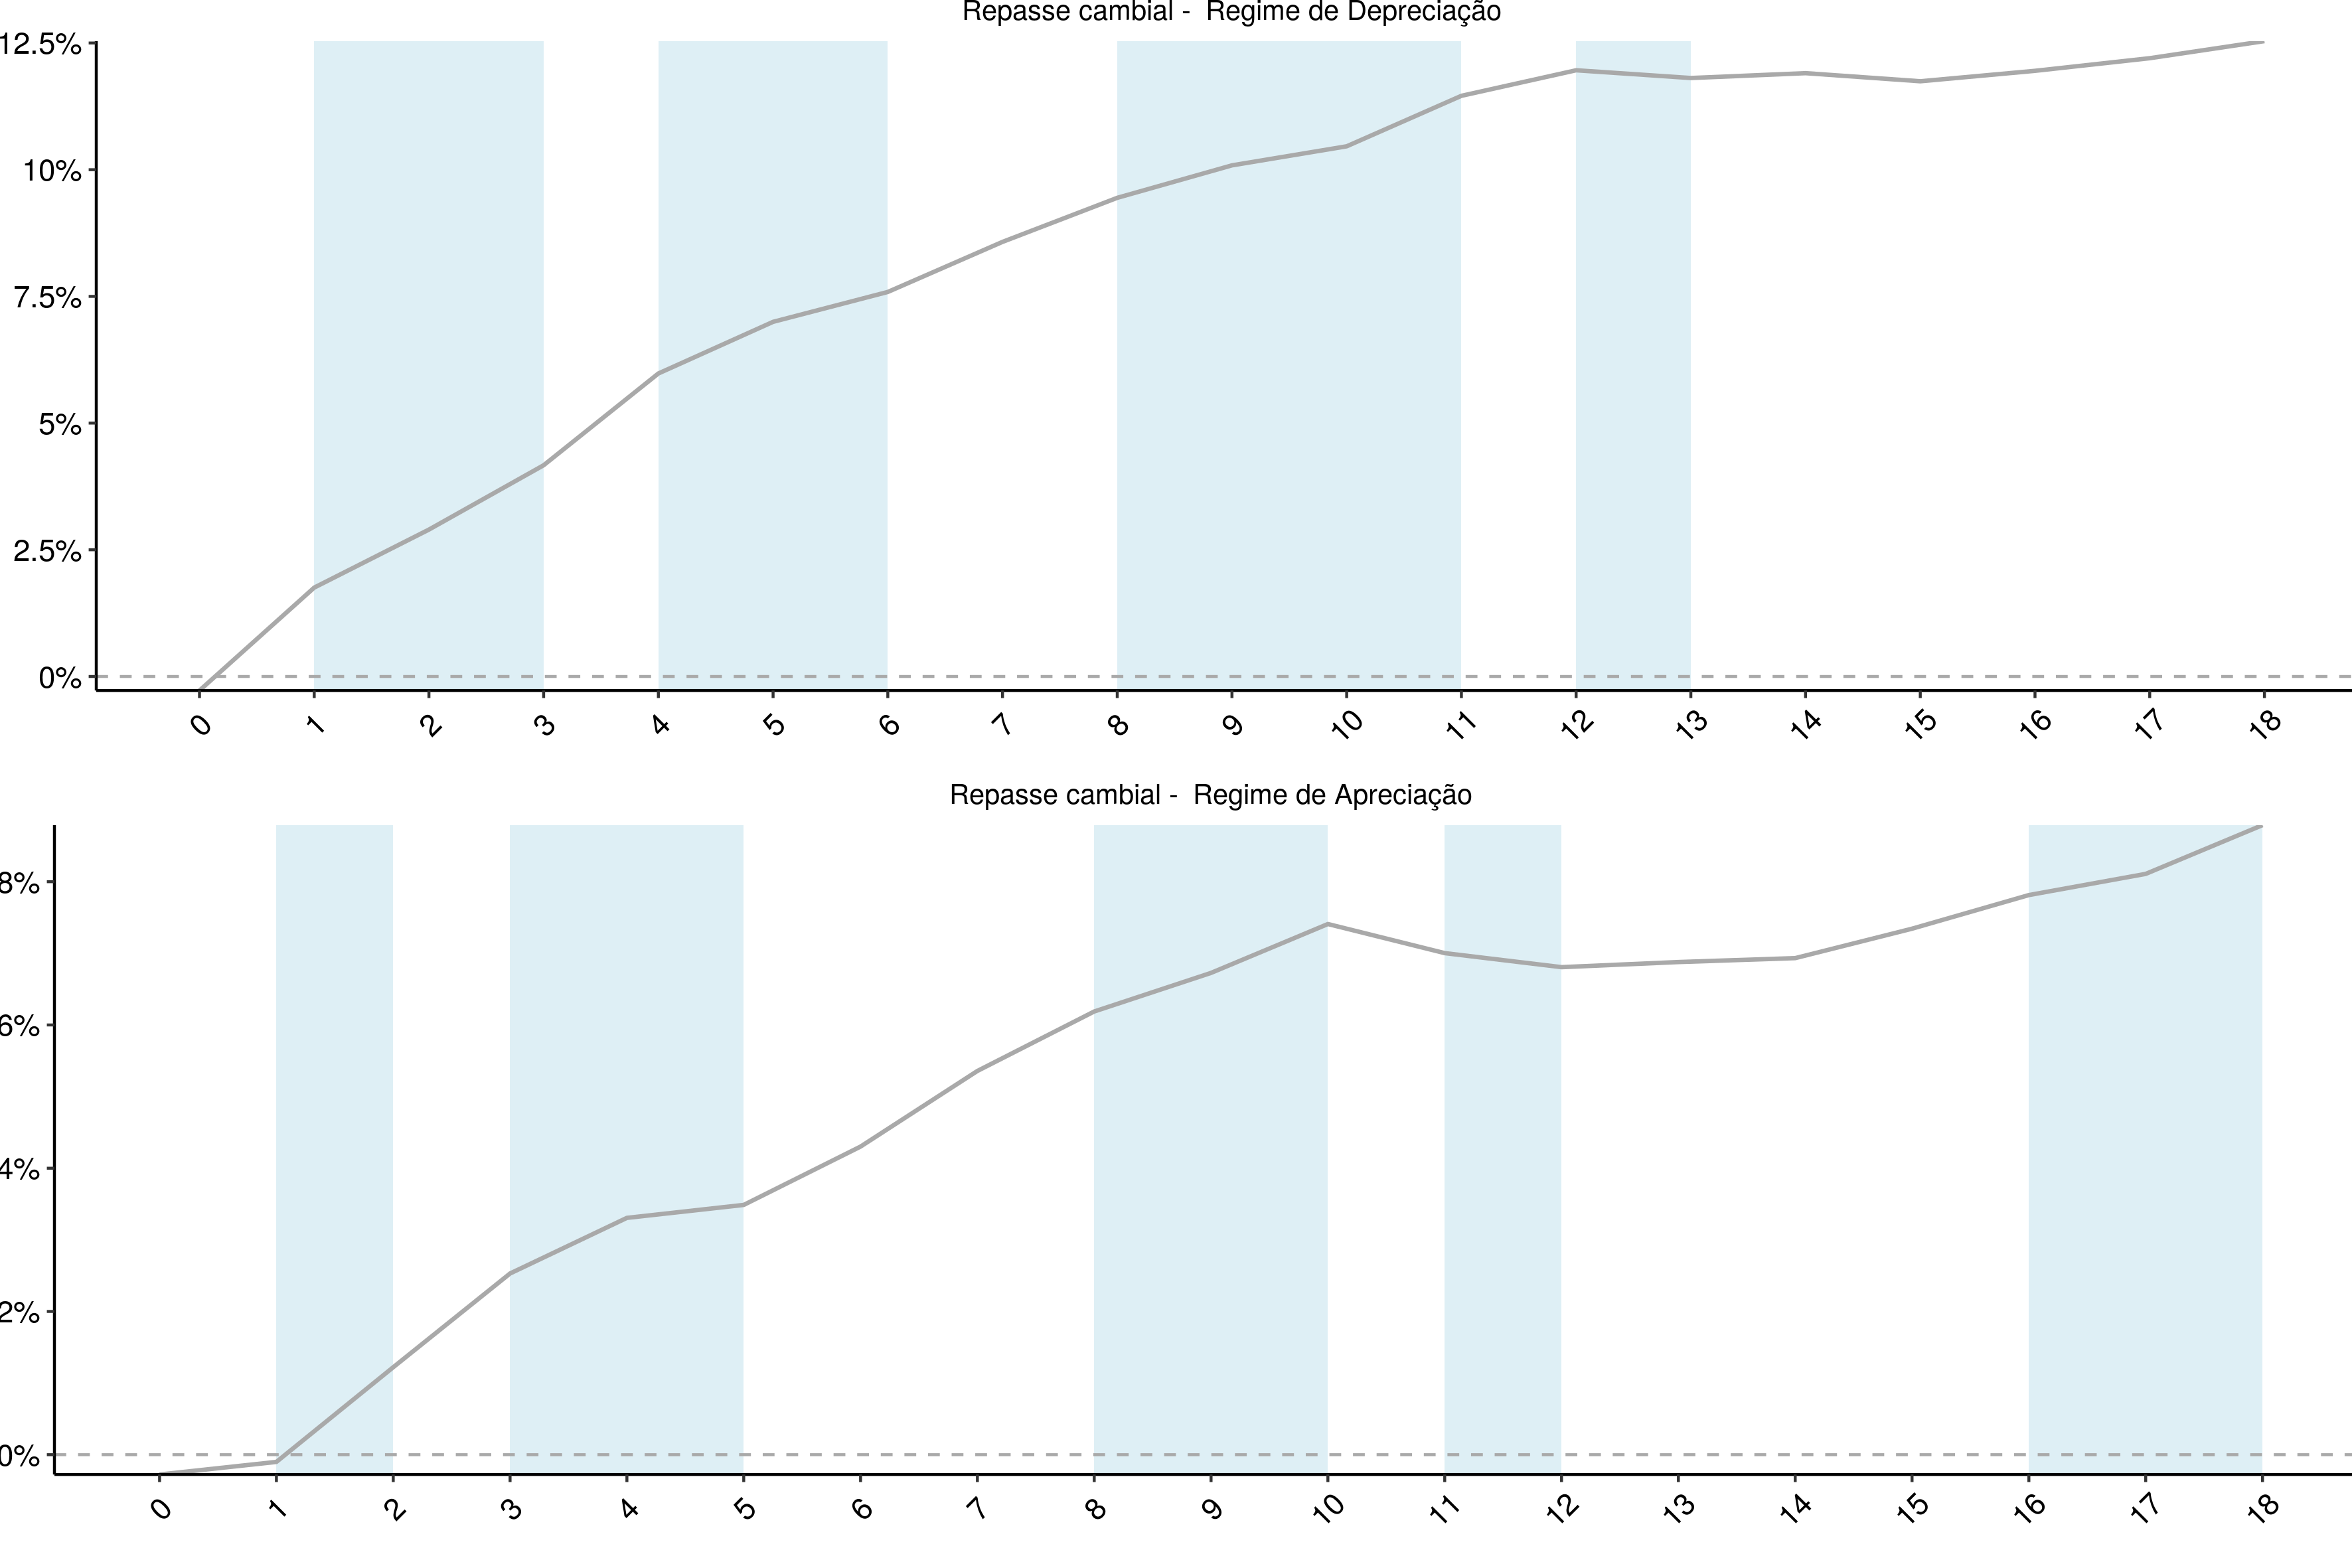 Repasse cambial - Regime de Depreciação
12.5%
10%
7.5%
5%
2.5%
0%
0 1 2 3 4 5 6 7 8 9 10 11 12 13 14 15 16 17 18
Repasse cambial - Regime de Apreciação
8%
6%
4%
2%
0%
0 1 2 3 4 5 6 7 8 9 10 11 12 13 14 15 16 17 18